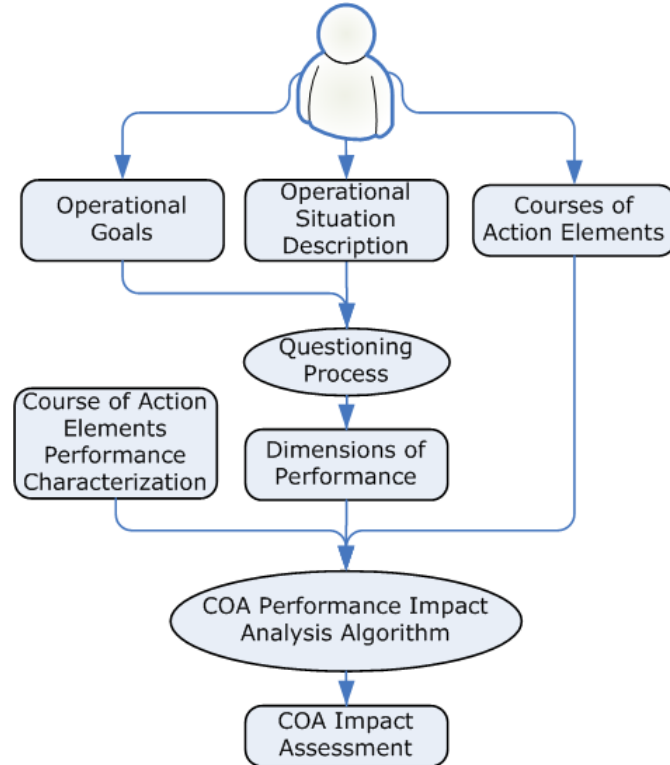 Operational
Goals
Operational
Situation
Description
Courses of
Action Elements
Questioning
Process
Course of Action
Elements
Performance
Characterization
Dimensions of
Performance
COA Performance Impact
Analysis Algorithm
COA Impact
Assessment